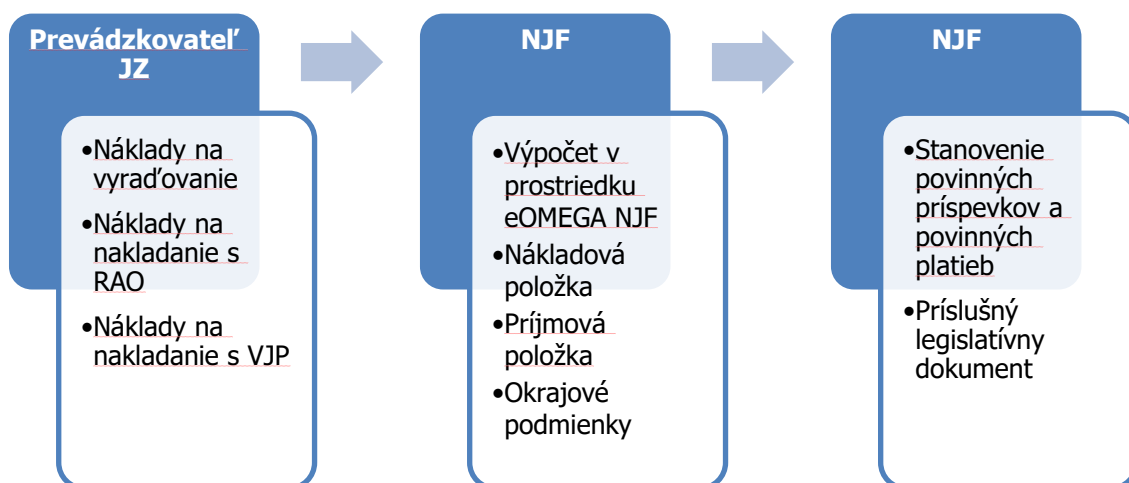 Prevádzkovateľ
JZ
•Náklady na
vyraďovanie
•Náklady na
nakladanie s
RAO
•Náklady na
nakladanie s VJP
NJF
•Výpočet v
prostriedku
eOMEGA NJF
•Nákladová
položka
•Príjmová
položka
•Okrajové
podmienky
NJF
•Stanovenie
povinných
príspevkov a
povinných
platieb
•Príslušný
legislatívny
dokument